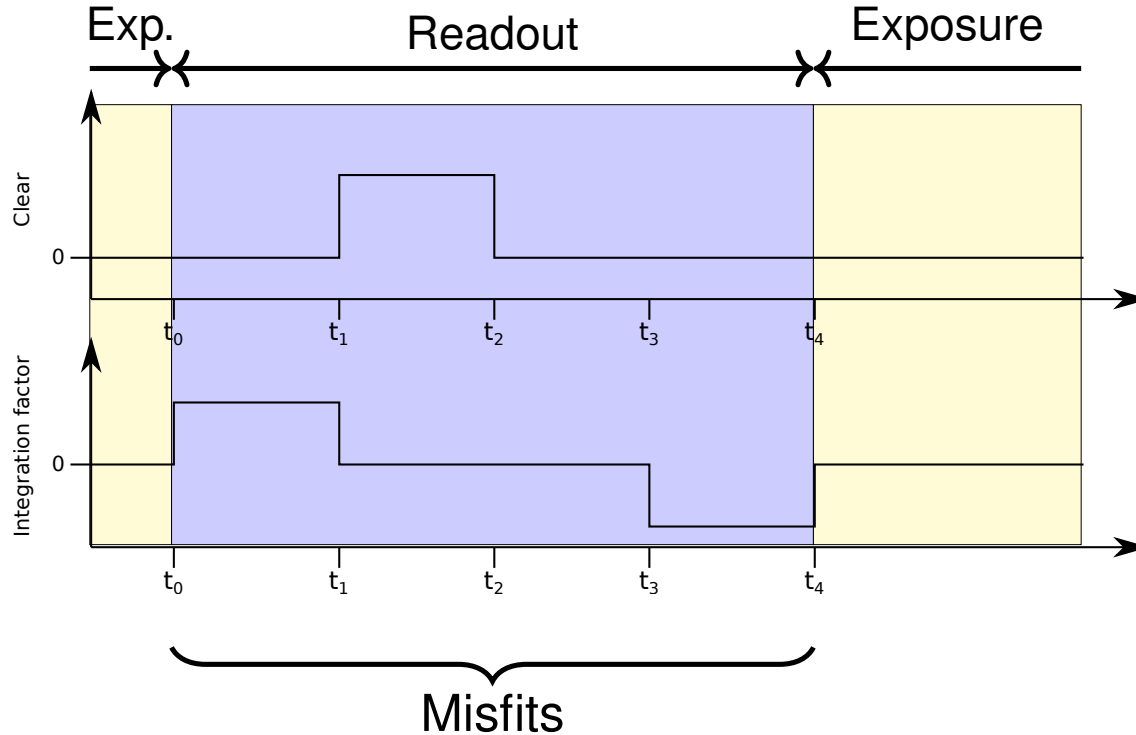 Exp. Readout Exposure
Clear
0
t0 t1 t2 t3 t4
Integration factor
0
t0 t1 t2 t3 t4
Misfits